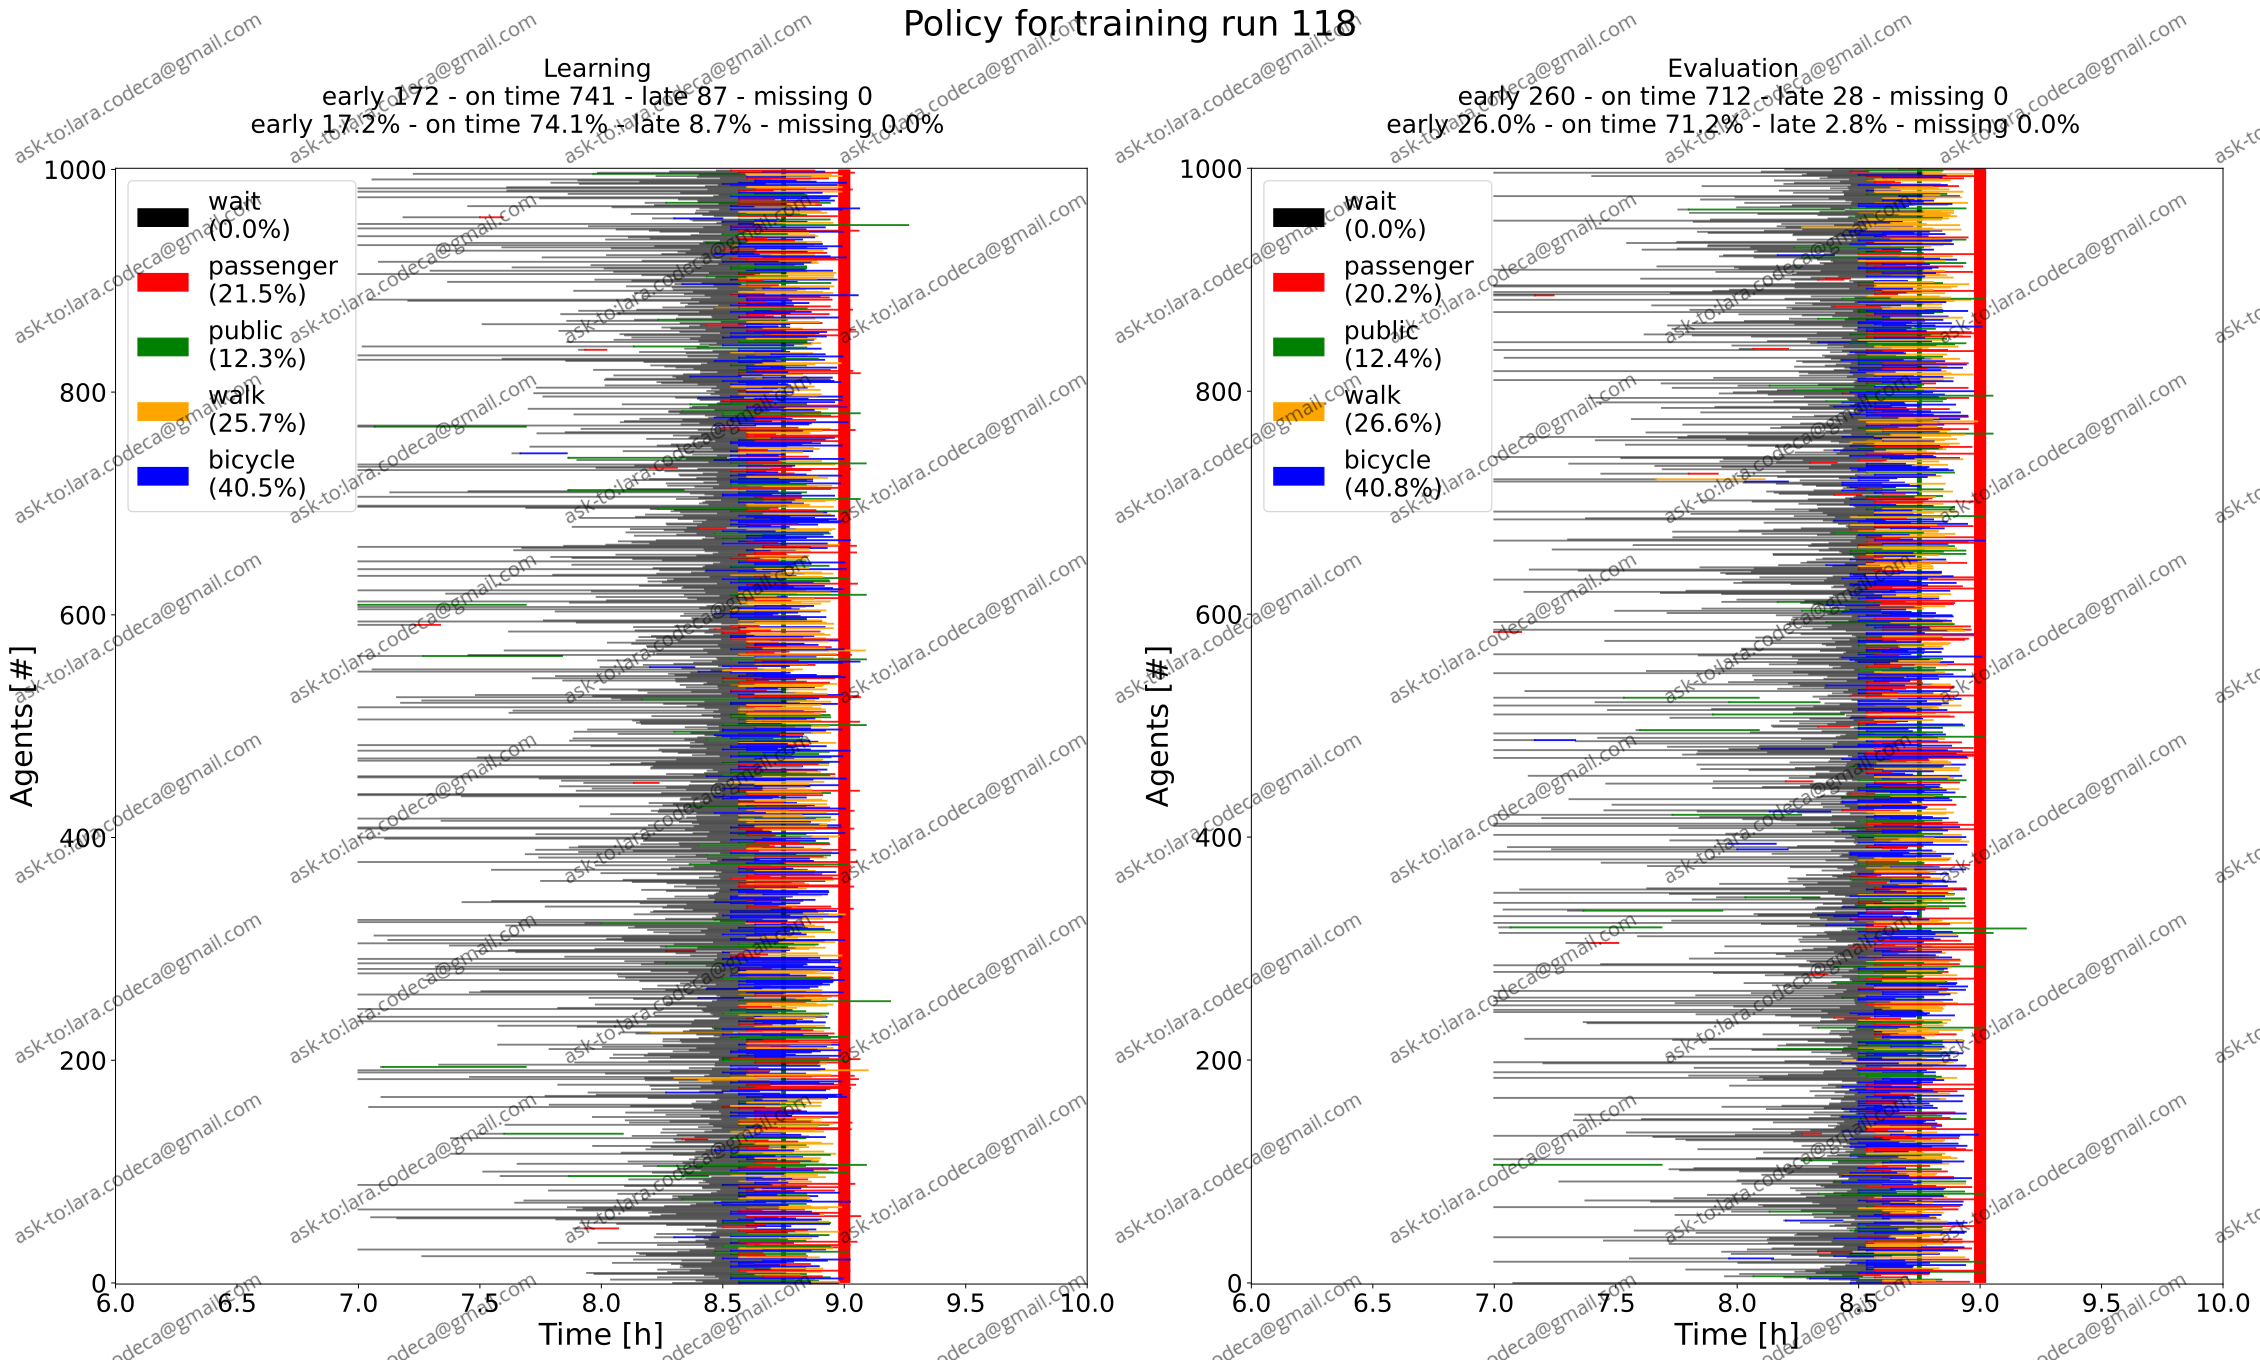 Policy for training run 118
Learning
early 172 - on time 741 - late 87 - missing 0
early 17.2% - on time 74.1% - late 8.7% - missing 0.0%
1000
800
600
400
200
0
Agents [#]
wait
(0.0%)
passenger
(21.5%)
public
(12.3%)
walk
(25.7%)
bicycle
(40.5%)
6.0 6.5 7.0 7.5 8.0 8.5 9.0 9.5 10.0
Time [h]
Evaluation
early 260 - on time 712 - late 28 - missing 0
early 26.0% - on time 71.2% - late 2.8% - missing 0.0%
1000
800
600
400
200
0
Agents [#]
wait
(0.0%)
passenger
(20.2%)
public
(12.4%)
walk
(26.6%)
bicycle
(40.8%)
6.0 6.5 7.0 7.5 8.0 8.5 9.0 9.5 10.0
Time [h]
ask-to:lara.codeca@gmail.com